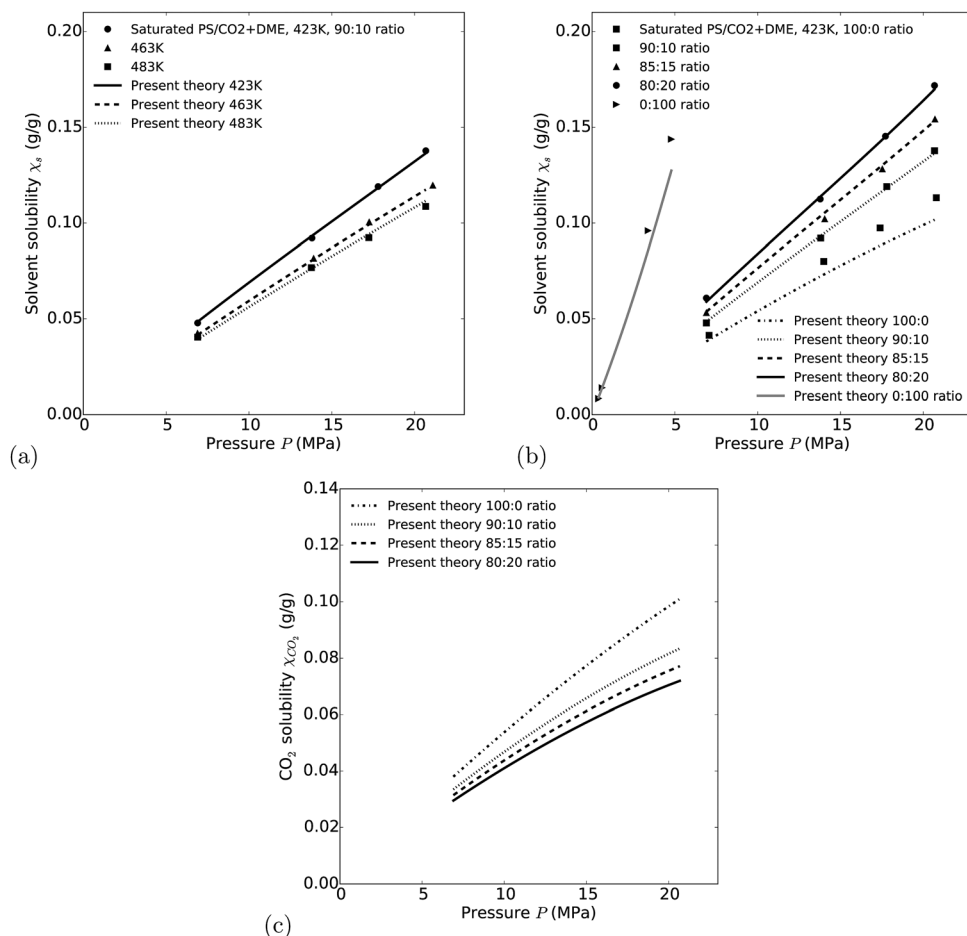 0.20
0.15
0.10
0.05
0.00
Solvent solubility χs (g/g)
Saturated PS/CO2+DME, 423K, 90:10 ratio
463K
483K
Present theory 423K
Present theory 463K
Present theory 483K
0 5 10 15 20
Pressure P (MPa)
(a)
0.20
0.15
0.10
0.05
0.00
Solvent solubility χs (g/g)
Saturated PS/CO2+DME, 423K, 100:0 ratio
90:10 ratio
85:15 ratio
80:20 ratio
0:100 ratio
Present theory 100:0
Present theory 90:10
Present theory 85:15
Present theory 80:20
Present theory 0:100 ratio
0 5 10 15 20
Pressure P (MPa)
(b)
0.14
0.12
0.10
0.08
0.06
0.04
0.02
0.00
CO2 solubility χCO2 (g/g)
Present theory 100:0 ratio
Present theory 90:10 ratio
Present theory 85:15 ratio
Present theory 80:20 ratio
0 5 10 15 20
Pressure P (MPa)
(c)